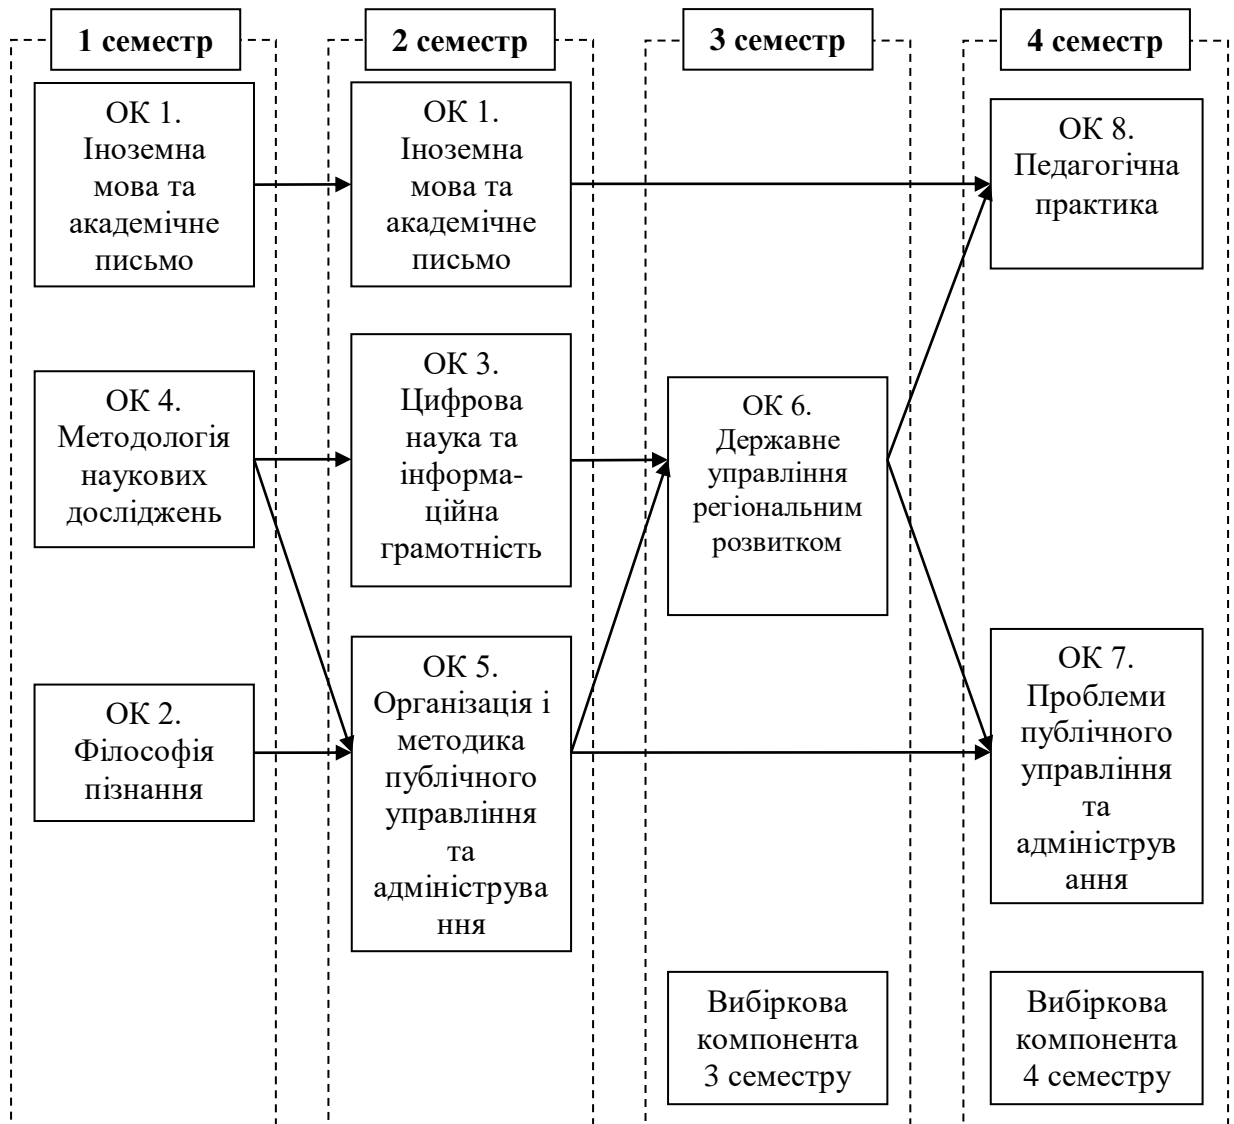 1 семестр
2 семестр
3 семестр
4 семестр
ОК 1.
Іноземна
мова та
академічне
письмо
ОК 4.
Методологія
наукових
досліджень
ОК 2.
Філософія
пізнання
ОК 1.
Іноземна
мова та
академічне
письмо
ОК 3.
Цифрова
наука та
інформа-
ційна
грамотність
ОК 5.
Організація і
методика
публічного
управління
та
адмініструва
ння
ОК 6.
Державне
управління
регіональним
розвитком
Вибіркова
компонента
3 семестру
ОК 8.
Педагогічна
практика
ОК 7.
Проблеми
публічного
управління
та
адмініструв
ання
Вибіркова
компонента
4 семестру